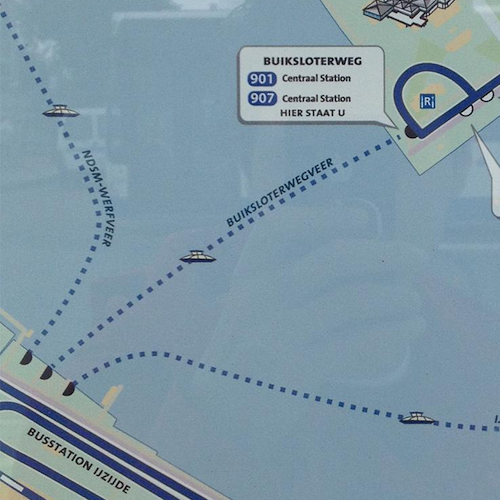 BUIKSLOTERWEG
901 Centraal Station
907 Centraal Station
HIER STAAT U
R
NDSM-WERFVEER
BUIKSLOTERWEGVEER
BUSSTATION IJZIJDE